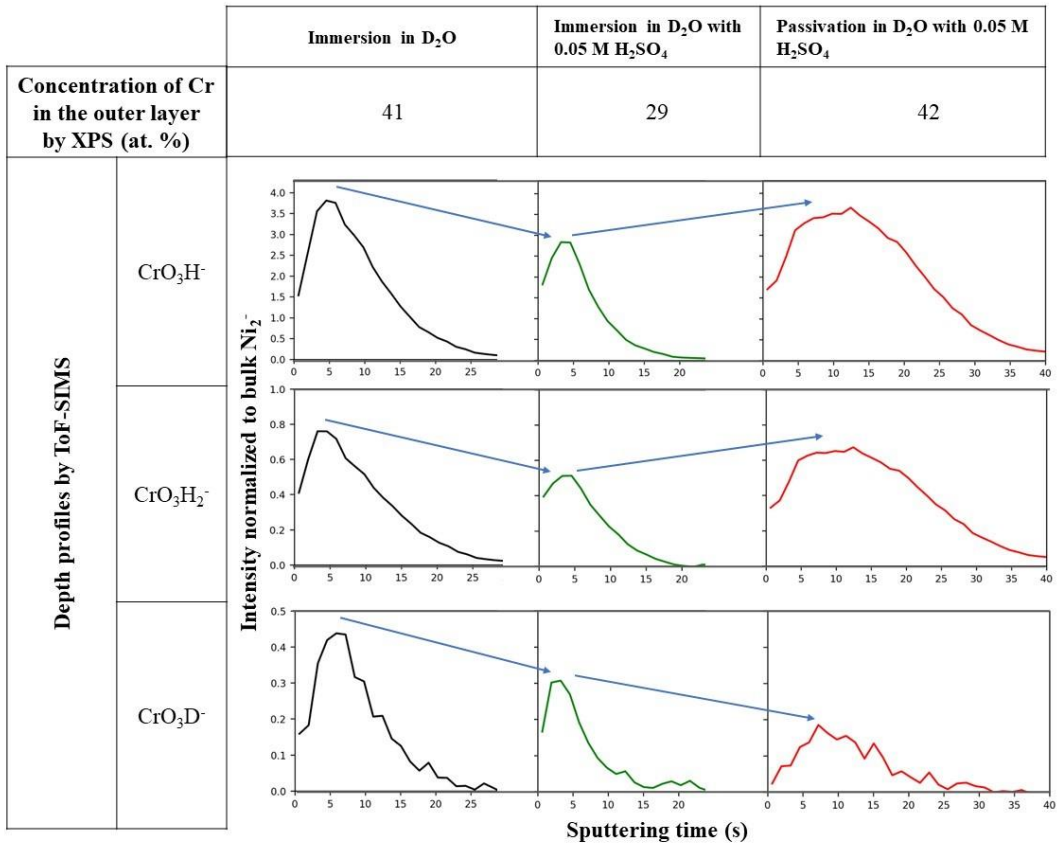 Immersion in D₂O
Immersion in D₂O with
0.05 M H₂SO₄
Passivation in D₂O with 0.05 M
H₂SO₄
Concentration of Cr
in the outer layer
by XPS (at. %)
41
29
42
Depth profiles by ToF-SIMS
CrO₃H⁻
CrO₃H₂⁻
CrO₃D⁻
Intensity normalized to bulk Ni₂⁻
4.0
3.5
3.0
2.5
2.0
1.5
1.0
0.5
0.0
0 5 10 15 20 25
0 5 10 15 20
0 5 10 15 20 25 30 35 40
1.0
0.8
0.6
0.4
0.2
0.0
0 5 10 15 20 25
0 5 10 15 20
0 5 10 15 20 25 30 35 40
0.5
0.4
0.3
0.2
0.1
0.0
0 5 10 15 20 25
0 5 10 15 20
0 5 10 15 20 25 30 35 40
Sputtering time (s)